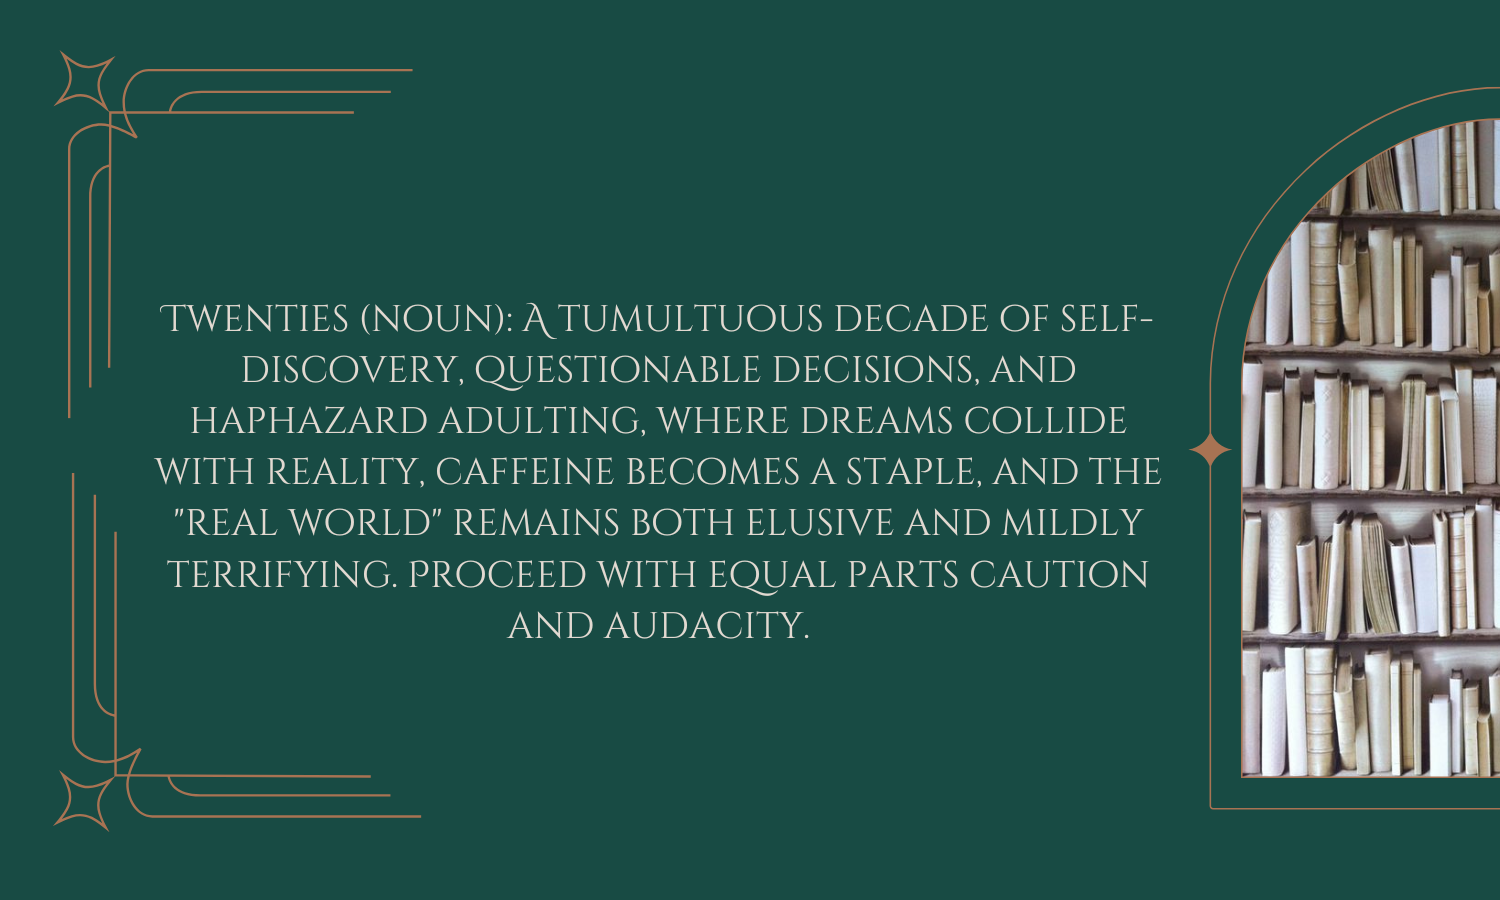 Twenties (noun): A tumultuous decade of self-
discovery, questionable decisions, and
haphazard adulting, where dreams collide
with reality, caffeine becomes a staple, and the
"real world" remains both elusive and mildly
terrifying. Proceed with equal parts caution
and audacity.